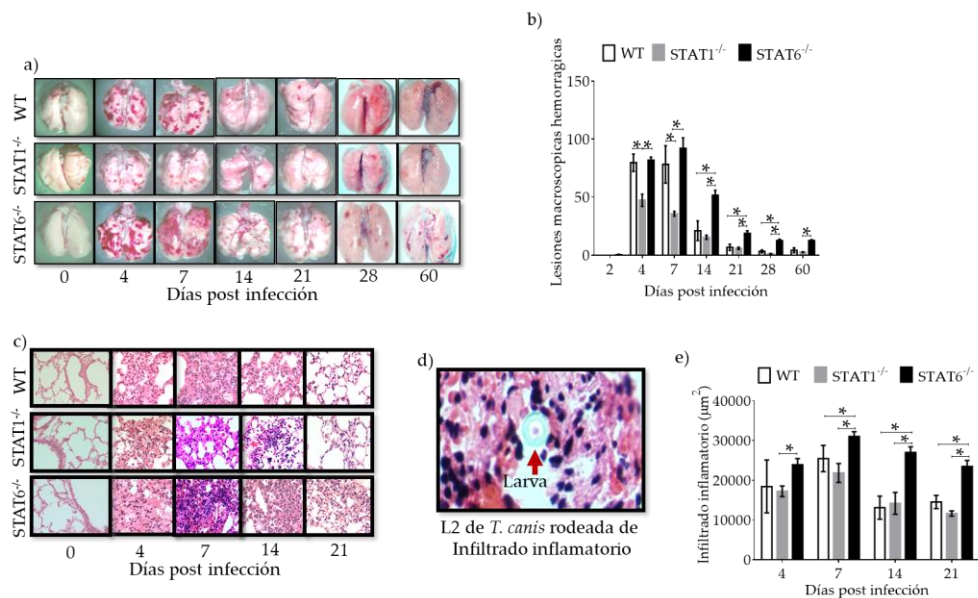 a)
WT
STAT1-/-
STAT6-/-
0 4 7 14 21 28 60
Días post infección
b)
WT STAT1-/- STAT6-/-
Lesiones macroscopicas hemorragicas
150
100
50
0
* * * * * * * * * * *
2 4 7 14 21 28 60
Días post infección
c)
WT
STAT1-/-
STAT6-/-
0 4 7 14 21
Días post infección
d)
Larva
L2 de T. canis rodeada de
Infiltrado inflamatorio
e)
WT STAT1-/- STAT6-/-
Infiltrado inflamatorio (µm²)
40000
30000
20000
10000
0
* * * * * * *
4 7 14 21
Días post infección